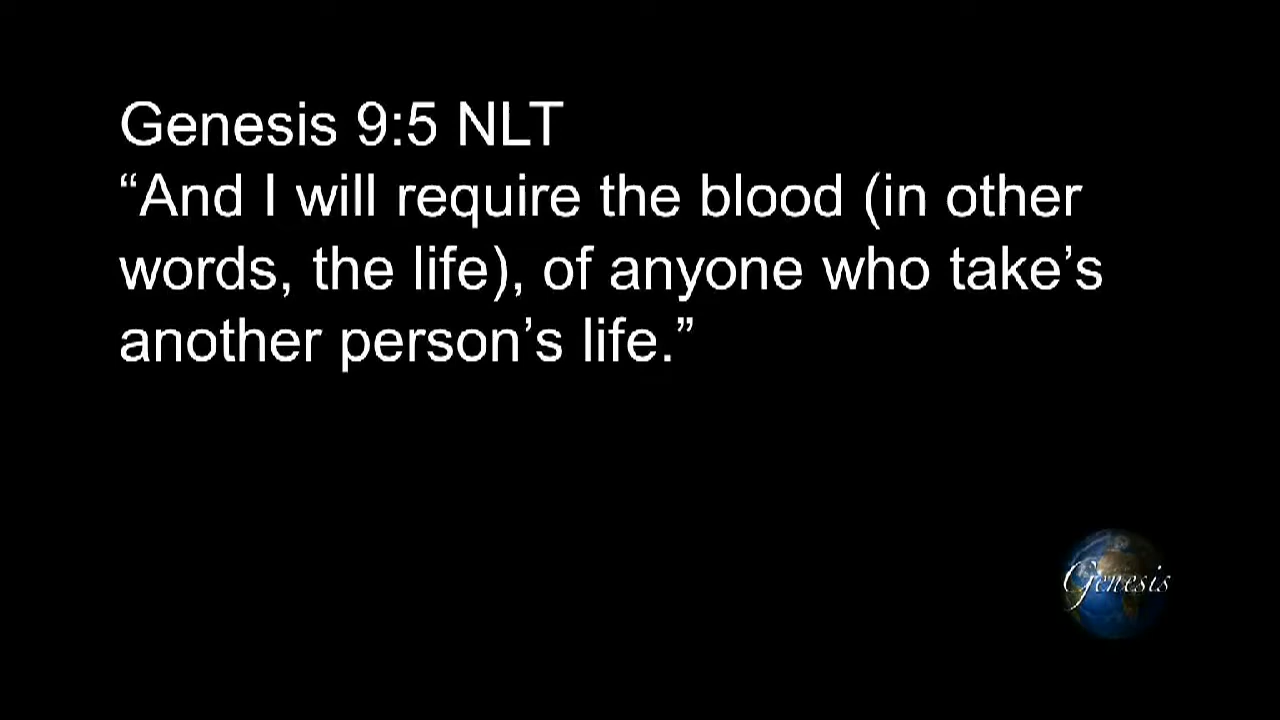 Genesis 9:5 NLT
“And I will require the blood (in other
words, the life), of anyone who take’s
another person’s life.”
Genesis